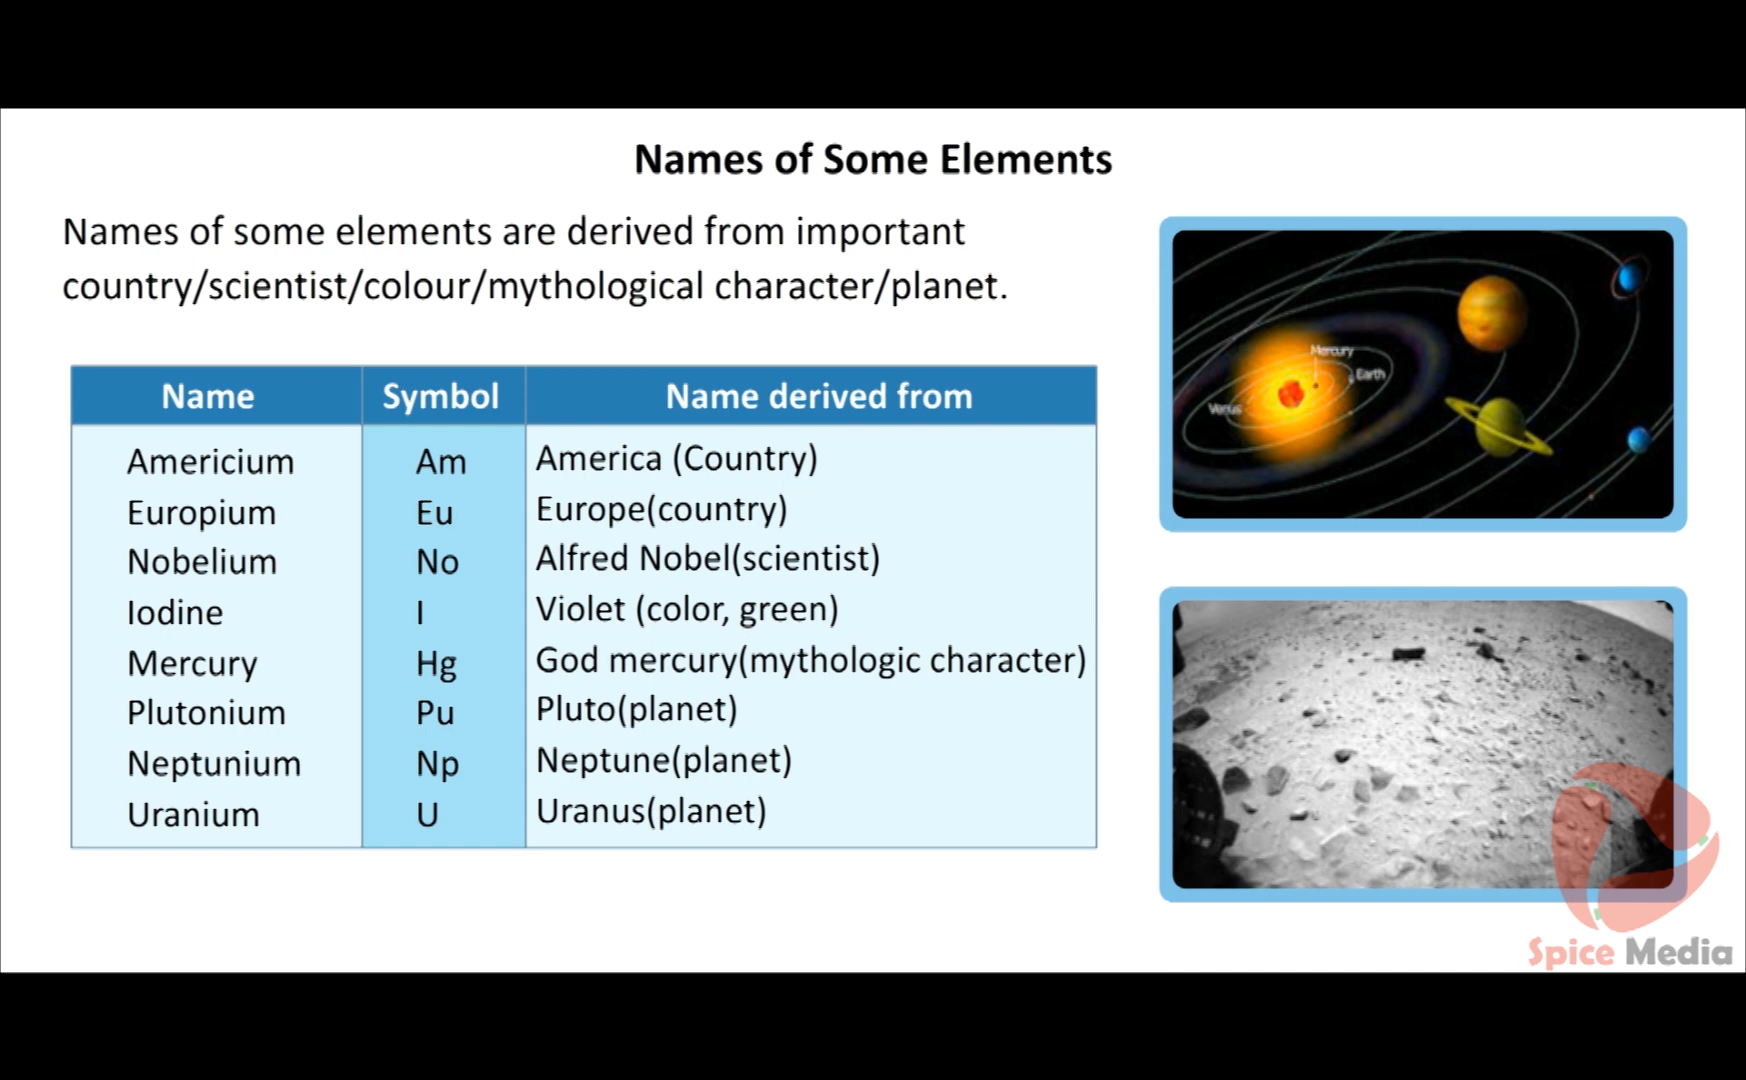 Names of Some Elements
Names of some elements are derived from important
country/scientist/colour/mythological character/planet.
Name Symbol Name derived from
Americium Am America (Country)
Europium Eu Europe(country)
Nobelium No Alfred Nobel(scientist)
Iodine I Violet (color, green)
Mercury Hg God mercury(mythologic character)
Plutonium Pu Pluto(planet)
Neptunium Np Neptune(planet)
Uranium U Uranus(planet)
Mercury
Earth
Venus
Spice Media